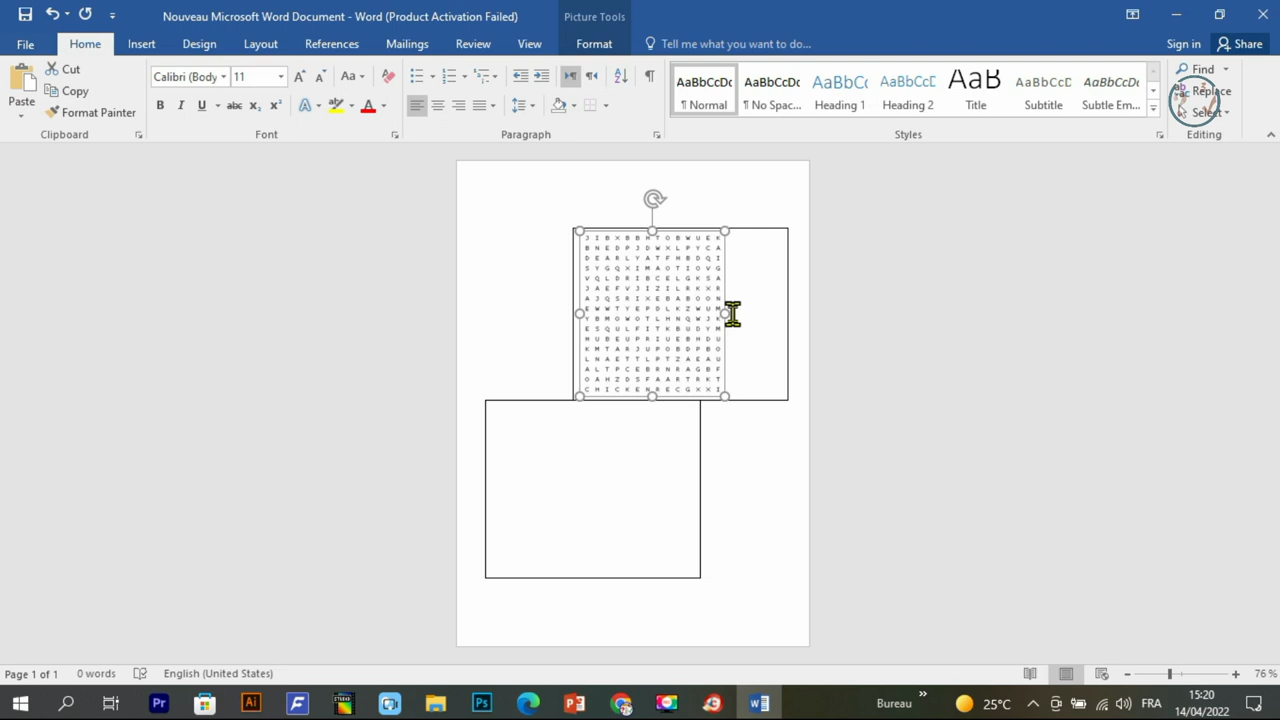 Nouveau Microsoft Word Document - Word (Product Activation Failed)
Picture Tools
File Home Insert Design Layout References Mailings Review View Format Tell me what you want to do... Sign in Share
Paste
Cut
Copy
Format Painter
Clipboard
Calibri (Body 11
Font
Paragraph
AaBbCcDc AaBbCcDc AaBbCc AaBbCcD AaB AaBbCcD AaBbCcDc
¶ Normal ¶ No Spac... Heading 1 Heading 2 Title Subtitle Subtle Em...
Styles
Find
Replace
Select
Editing
J I B X B B M T O B W U E K
B N E D P J D W X L P Y C A
D E A R L Y A T F H B D Q I
S Y G Q X I M A O T I O V G
V Q L D R I B C E L G K S A
J A E F V J I Z I L R K X R
A J Q S R I X E B A B O O N
E W W T Y E P D L K Z W U M
Y B M O W O T L H N Q W J K
E S Q U L F I T K B U D Y M
H U B E U P R I U E B H D U
K M T A R J U P O B D P B O
L N A E T T L P T Z A E A U
A L T P C E B R N R A G B F
O A H Z D S F A A R T R K T
C H I C K E N R E C G X X I
Page 1 of 1 0 words English (United States) 76 %
Bureau 25°C FRA 15:20
14/04/2022